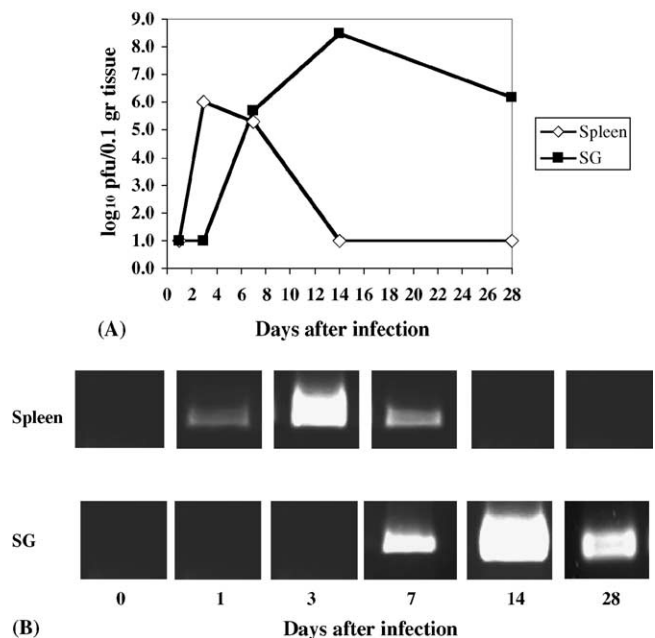 9.0
8.0
7.0
6.0
5.0
4.0
3.0
2.0
1.0
0.0
log10 pfu/0.1 gr tissue
0 2 4 6 8 10 12 14 16 18 20 22 24 26 28
Days after infection
Spleen
SG
(A)
Spleen
SG
0 1 3 7 14 28
Days after infection
(B)